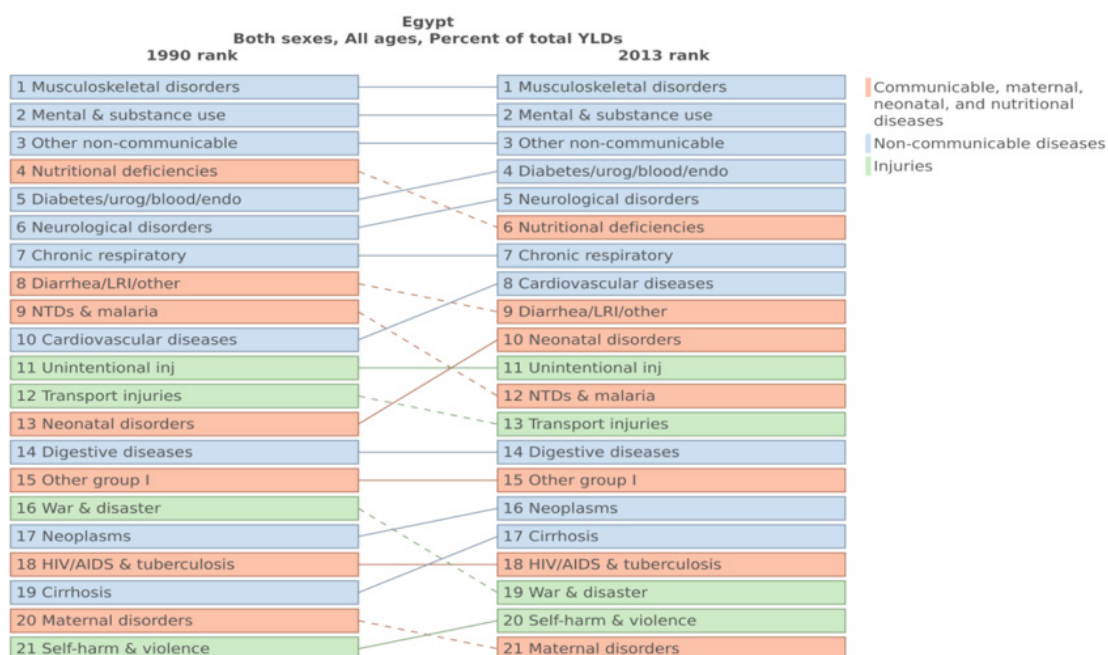 Egypt
Both sexes, All ages, Percent of total YLDs
1990 rank
2013 rank
1 Musculoskeletal disorders
2 Mental & substance use
3 Other non-communicable
4 Nutritional deficiencies
5 Diabetes/urog/blood/endo
6 Neurological disorders
7 Chronic respiratory
8 Diarrhea/LRI/other
9 NTDs & malaria
10 Cardiovascular diseases
11 Unintentional inj
12 Transport injuries
13 Neonatal disorders
14 Digestive diseases
15 Other group I
16 War & disaster
17 Neoplasms
18 HIV/AIDS & tuberculosis
19 Cirrhosis
20 Maternal disorders
21 Self-harm & violence
1 Musculoskeletal disorders
2 Mental & substance use
3 Other non-communicable
4 Diabetes/urog/blood/endo
5 Neurological disorders
6 Nutritional deficiencies
7 Chronic respiratory
8 Cardiovascular diseases
9 Diarrhea/LRI/other
10 Neonatal disorders
11 Unintentional inj
12 NTDs & malaria
13 Transport injuries
14 Digestive diseases
15 Other group I
16 Neoplasms
17 Cirrhosis
18 HIV/AIDS & tuberculosis
19 War & disaster
20 Self-harm & violence
21 Maternal disorders
Communicable, maternal,
neonatal, and nutritional
diseases
Non-communicable diseases
Injuries